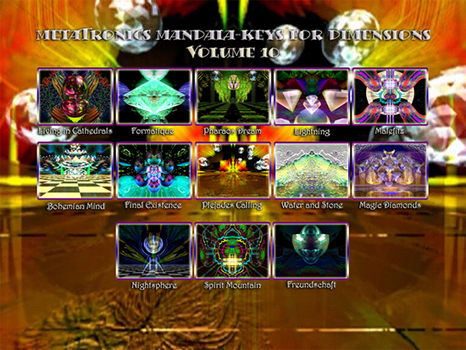 METATRONICS MANDALA-KEYS FOR DIMENSIONS
VOLUME 10
Living in Cathedrals Formatique Pharaos Dream Lightning Malefitz
Bohemian Mind Final Existence Plejades Calling Water and Stone Magic Diamonds
Nightsphere Spirit Mountain Freundschaft